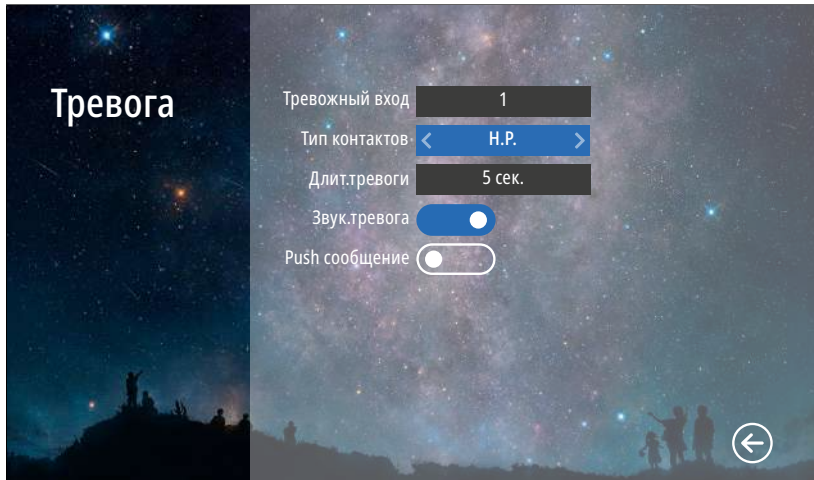 Тревога
Тревожный вход 1
Тип контактов Н.Р.
Длит.тревоги 5 сек.
Звук.тревога
Push сообщение